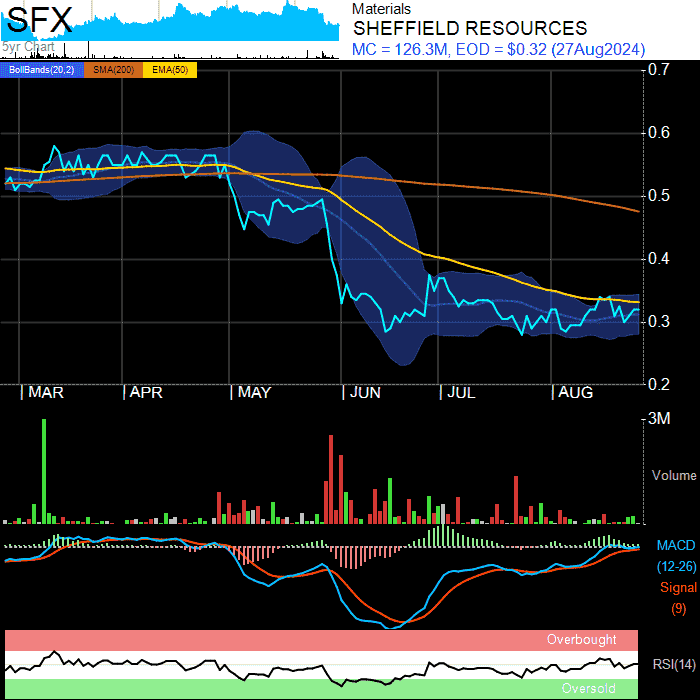 SFX
5yr Chart
Materials
SHEFFIELD RESOURCES
MC = 126.3M, EOD = $0.32 (27Aug2024)
BollBands(20,2) SMA(200) EMA(50)
0.7
0.6
0.5
0.4
0.3
0.2
| MAR | APR | MAY | JUN | JUL | AUG
3M
Volume
MACD
(12-26)
Signal
(9)
Overbought
RSI(14)
Oversold